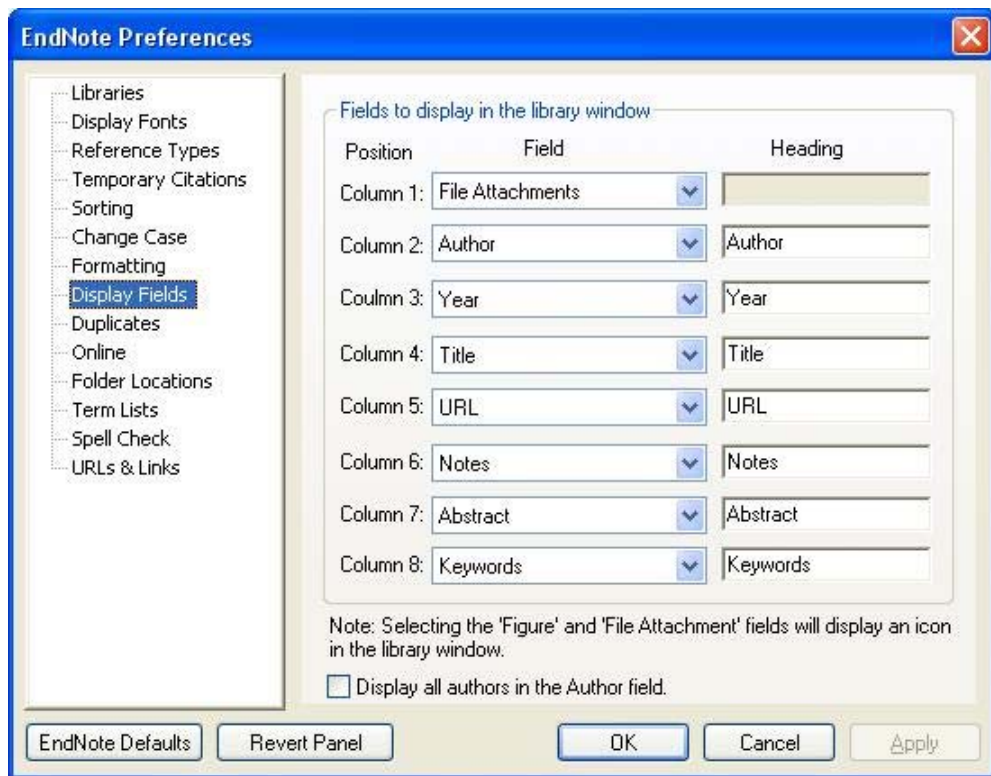 EndNote Preferences
Libraries
Display Fonts
Reference Types
Temporary Citations
Sorting
Change Case
Formatting
Display Fields
Duplicates
Online
Folder Locations
Term Lists
Spell Check
URLs & Links
Fields to display in the library window
Position Field Heading
Column 1: File Attachments
Column 2: Author Author
Coulmn 3: Year Year
Column 4: Title Title
Column 5: URL URL
Column 6: Notes Notes
Column 7: Abstract Abstract
Column 8: Keywords Keywords
Note: Selecting the 'Figure' and 'File Attachment' fields will display an icon
in the library window.
Display all authors in the Author field.
EndNote Defaults Revert Panel OK Cancel Apply